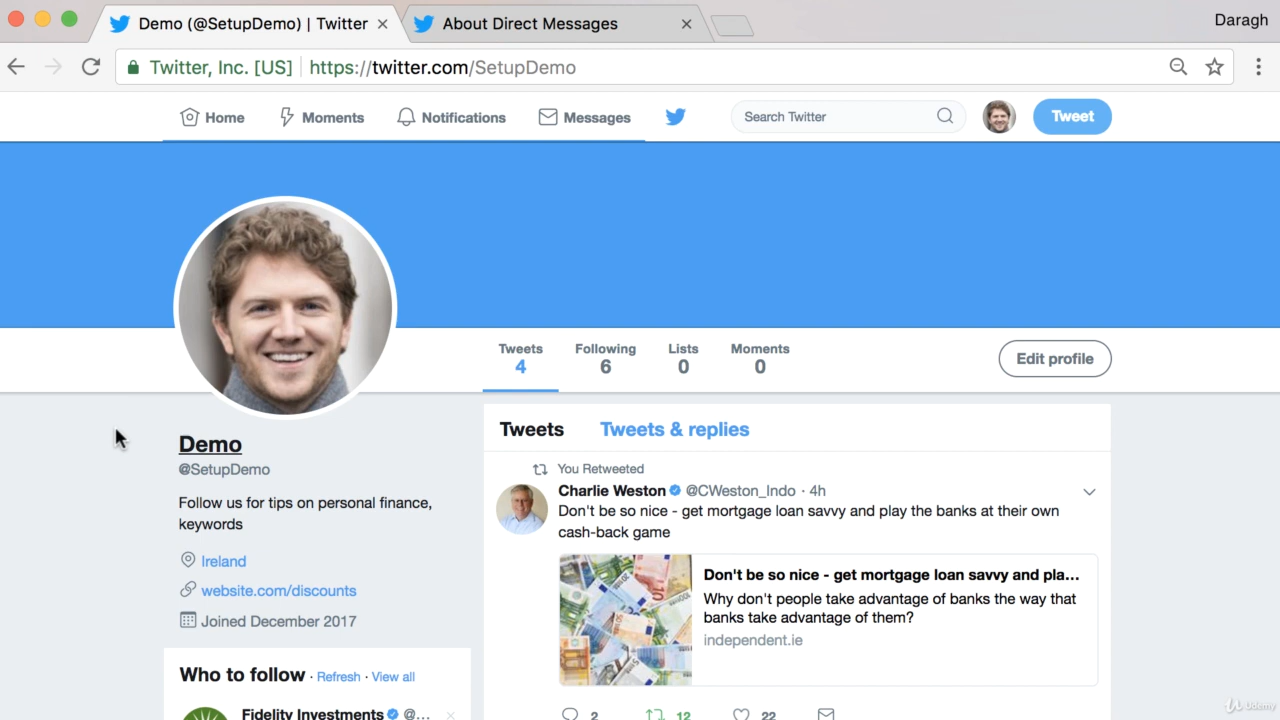 Demo (@SetupDemo) | Twitter
About Direct Messages
Daragh
Twitter, Inc. [US]
https://twitter.com/SetupDemo
Home
Moments
Notifications
Messages
Search Twitter
Tweet
Tweets
4
Following
6
Lists
0
Moments
0
Edit profile
Demo
@SetupDemo
Follow us for tips on personal finance,
keywords
Ireland
website.com/discounts
Joined December 2017
Who to follow · Refresh · View all
Fidelity Investments @...
Tweets
Tweets & replies
You Retweeted
Charlie Weston @CWeston_Indo · 4h
Don't be so nice - get mortgage loan savvy and play the banks at their own
cash-back game
Don't be so nice - get mortgage loan savvy and pla...
Why don't people take advantage of banks the way that
banks take advantage of them?
independent.ie
2
12
22
Udemy